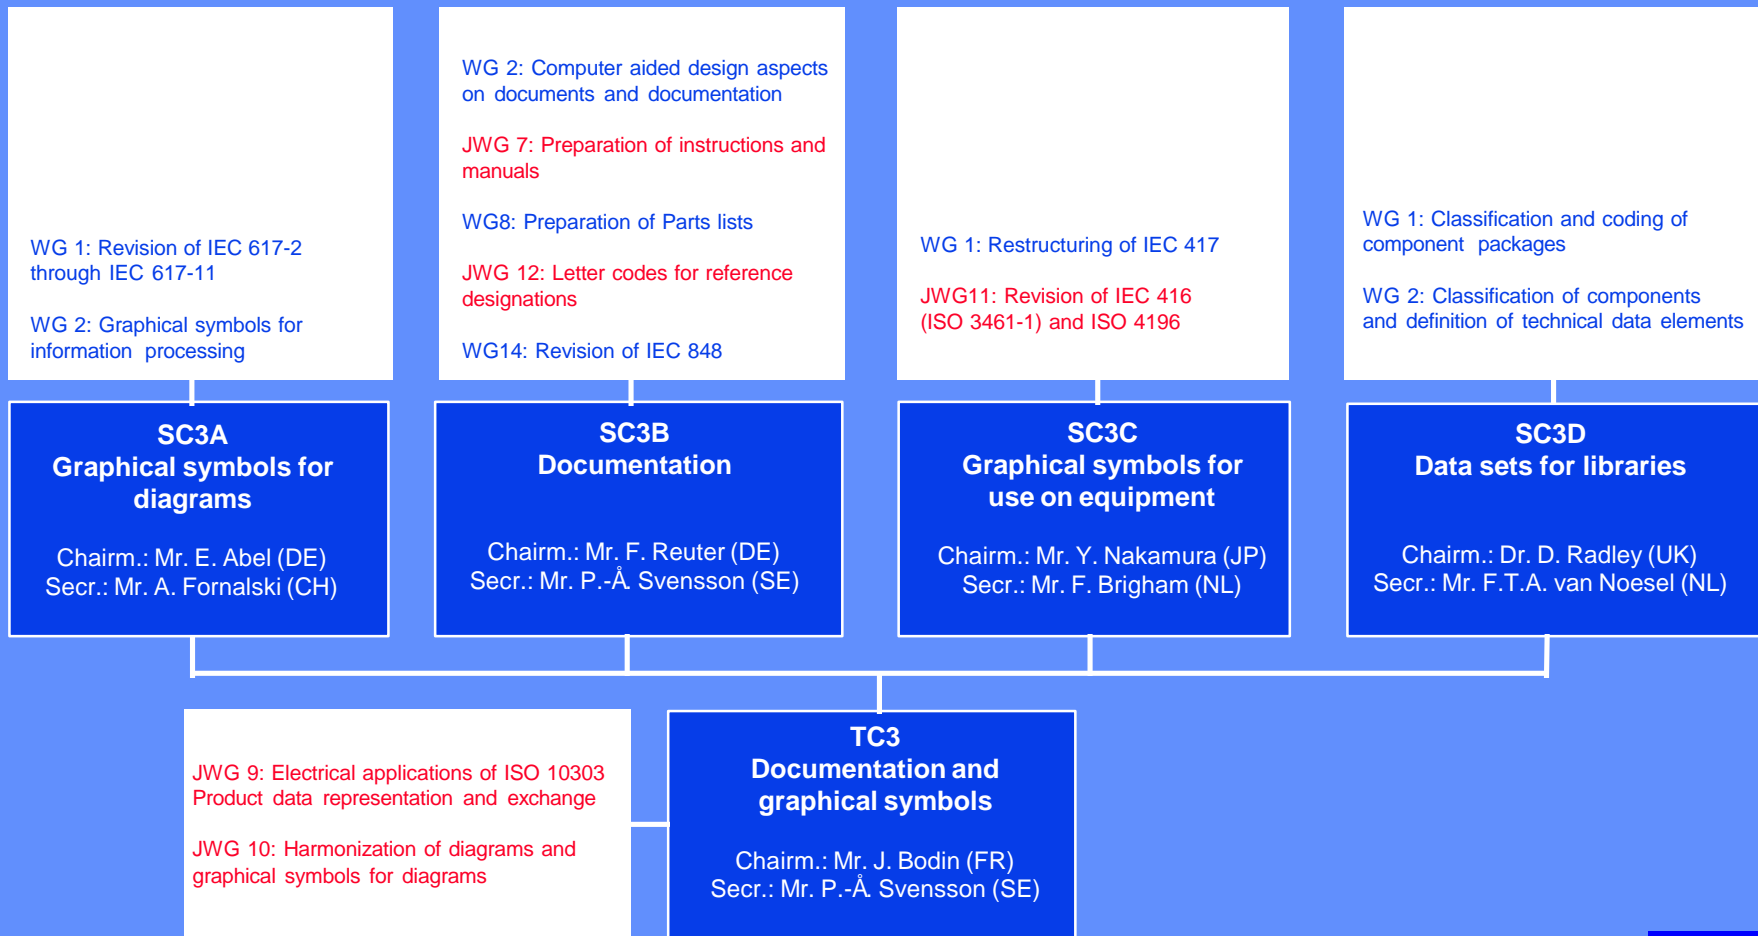 WG 1: Revision of IEC 617-2
through IEC 617-11
WG 2: Graphical symbols for
information processing
WG 2: Computer aided design aspects
on documents and documentation
JWG 7: Preparation of instructions and
manuals
WG8: Preparation of Parts lists
JWG 12: Letter codes for reference
designations
WG14: Revision of IEC 848
WG 1: Restructuring of IEC 417
JWG11: Revision of IEC 416
(ISO 3461-1) and ISO 4196
WG 1: Classification and coding of
component packages
WG 2: Classification of components
and definition of technical data elements
SC3A
Graphical symbols for
diagrams
Chairm.: Mr. E. Abel (DE)
Secr.: Mr. A. Fornalski (CH)
SC3B
Documentation
Chairm.: Mr. F. Reuter (DE)
Secr.: Mr. P.-Å. Svensson (SE)
SC3C
Graphical symbols for
use on equipment
Chairm.: Mr. Y. Nakamura (JP)
Secr.: Mr. F. Brigham (NL)
SC3D
Data sets for libraries
Chairm.: Dr. D. Radley (UK)
Secr.: Mr. F.T.A. van Noesel (NL)
JWG 9: Electrical applications of ISO 10303
Product data representation and exchange
JWG 10: Harmonization of diagrams and
graphical symbols for diagrams
TC3
Documentation and
graphical symbols
Chairm.: Mr. J. Bodin (FR)
Secr.: Mr. P.-Å. Svensson (SE)